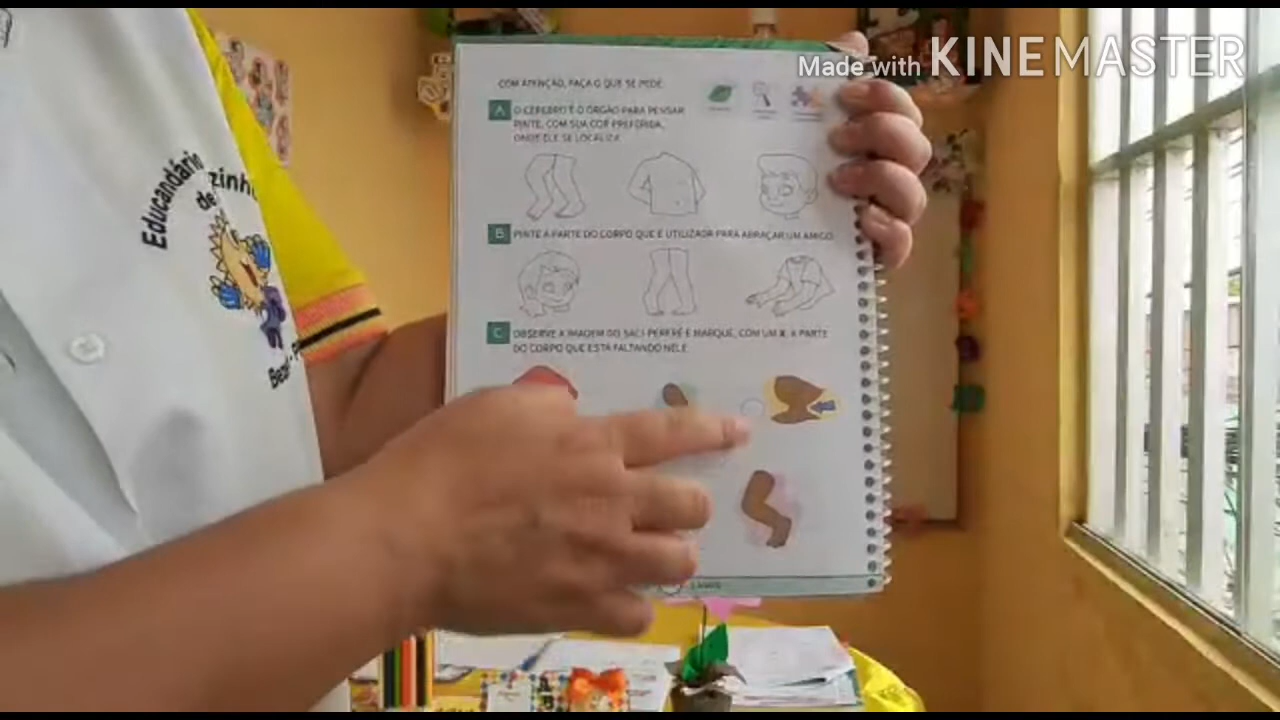 Made with KINEMASTER
Educandário
de
COM ATENÇÃO, FAÇA O QUE SE PEDE.
A O CÉREBRO É O ÓRGÃO PARA PENSAR
PINTE, COM SUA COR PREFERIDA,
ONDE ELE SE LOCALIZA.
B PINTE A PARTE DO CORPO QUE É UTILIZADA PARA ABRAÇAR UM AMIGO.
C OBSERVE A IMAGEM DO SACI-PERERÊ E MARQUE, COM UM X, A PARTE
DO CORPO QUE ESTÁ FALTANDO NELE.